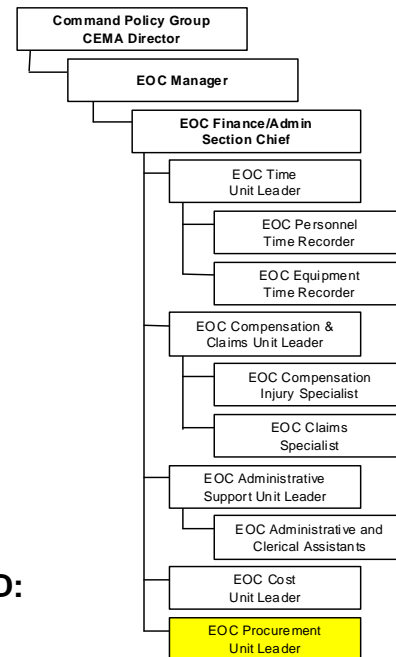 Command Policy Group
CEMA Director
EOC Manager
EOC Finance/Admin
Section Chief
EOC Time
Unit Leader
EOC Personnel
Time Recorder
EOC Equipment
Time Recorder
EOC Compensation &
Claims Unit Leader
EOC Compensation
Injury Specialist
EOC Claims
Specialist
EOC Administrative
Support Unit Leader
EOC Administrative and
Clerical Assistants
EOC Cost
Unit Leader
EOC Procurement
Unit Leader
D: